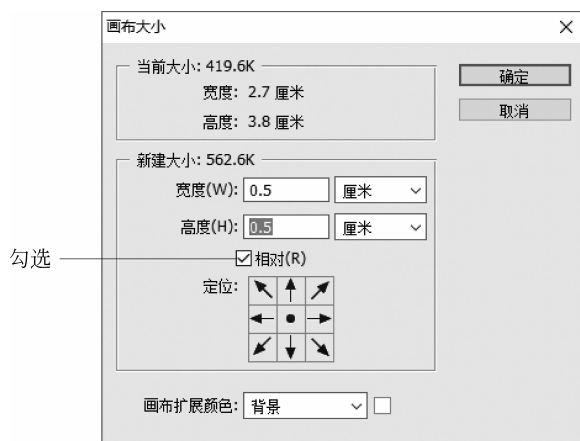 画布大小
当前大小: 419.6K
宽度: 2.7 厘米
高度: 3.8 厘米
确定
取消
新建大小: 562.6K
宽度(W): 0.5 厘米
高度(H): 0.5 厘米
勾选
相对(R)
定位:
画布扩展颜色: 背景